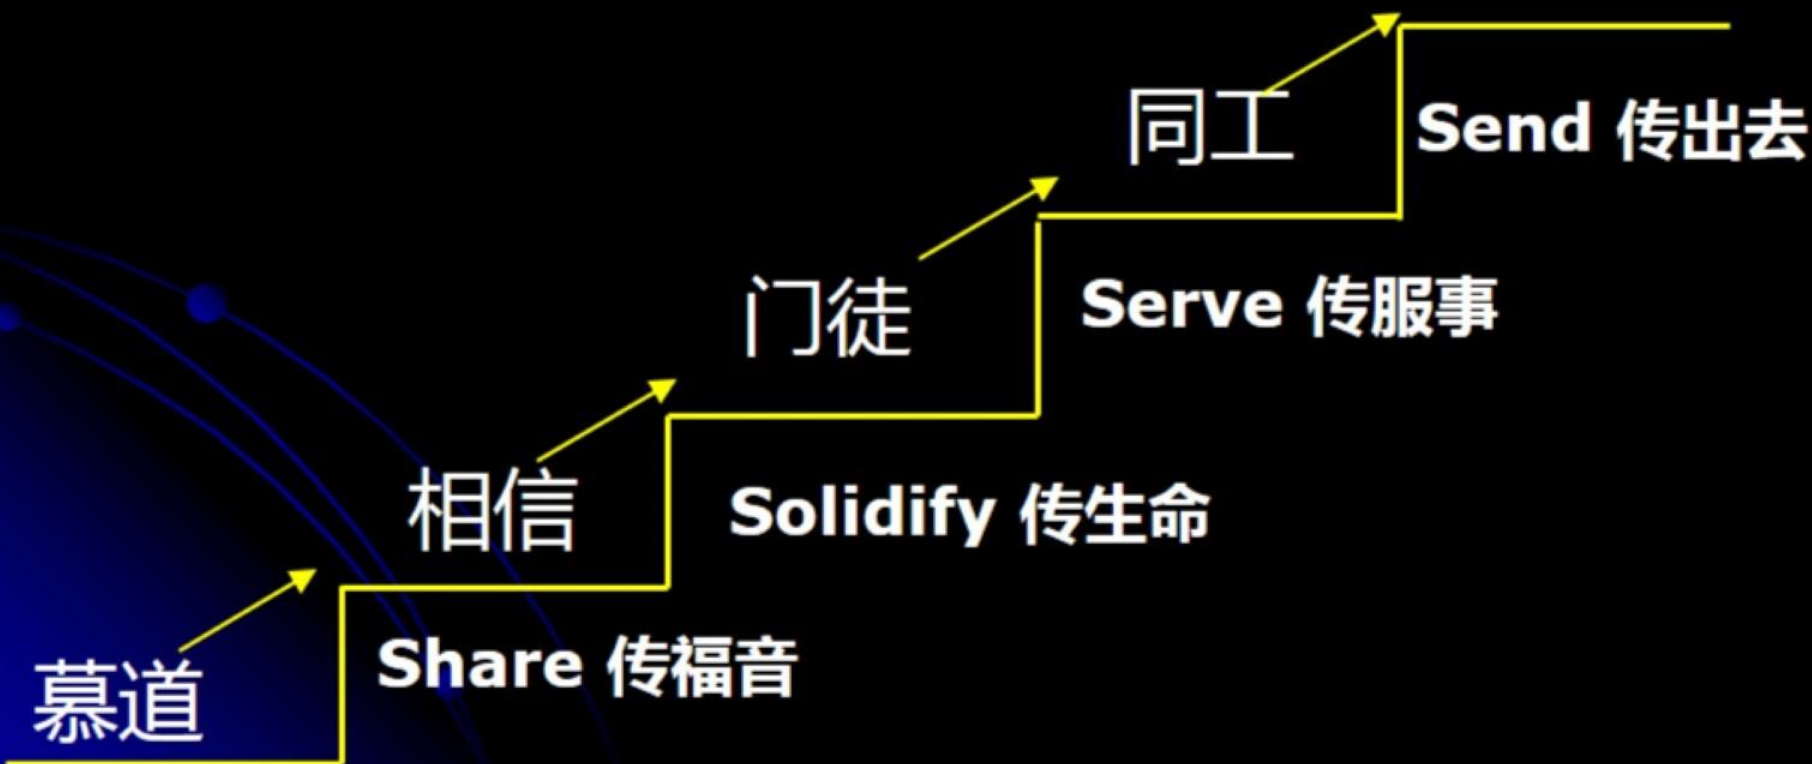 同工
Send 传出去
门徒
Serve 传服事
相信
Solidify 传生命
慕道
Share 传福音